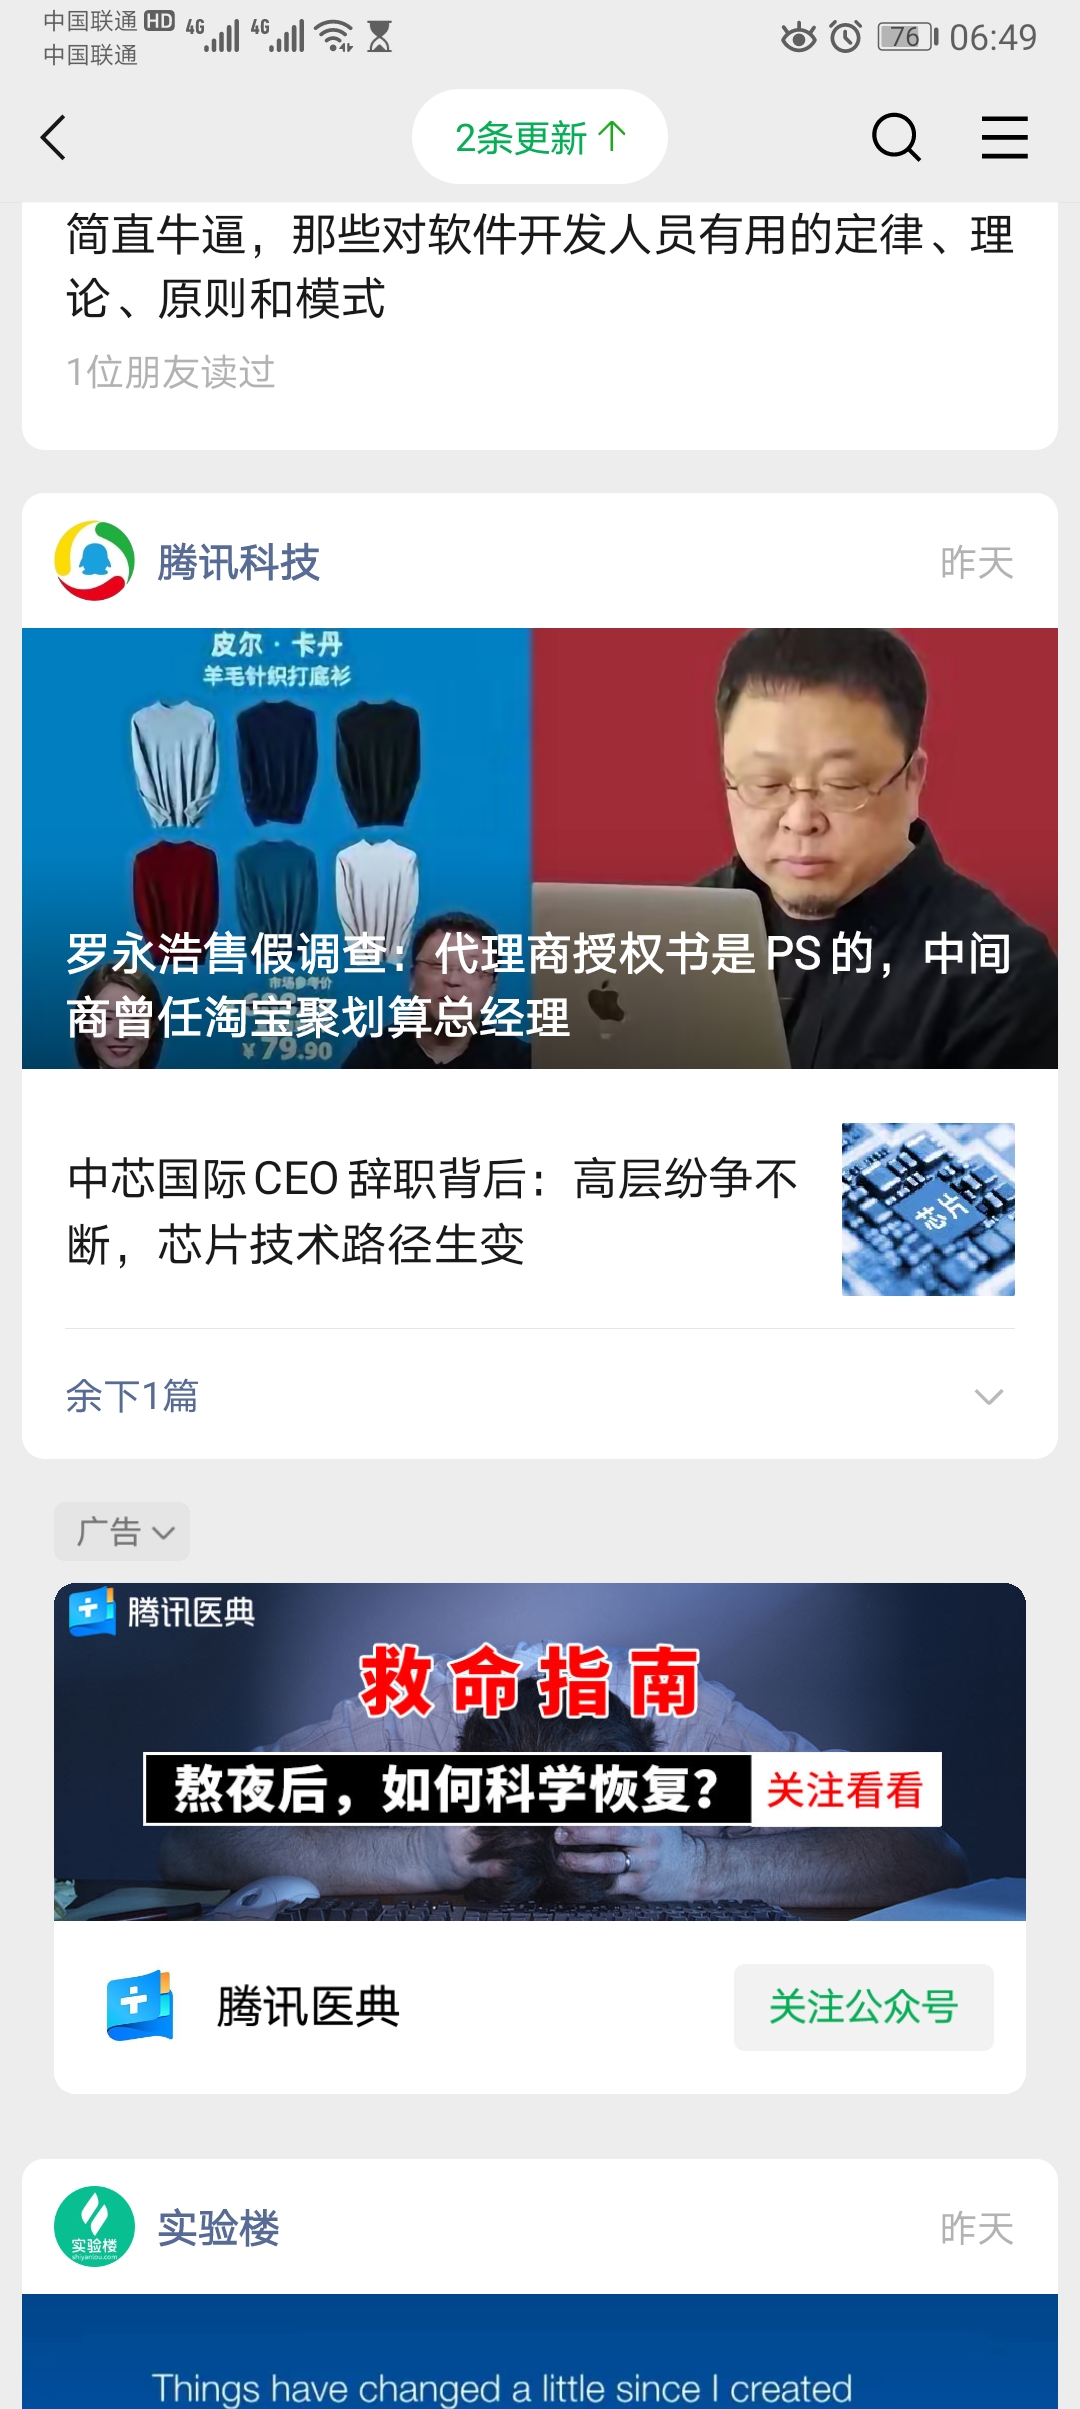 中国联通 HD 4G 4G 76 06:49
中国联通
2条更新
简直牛逼，那些对软件开发人员有用的定律、理
论、原则和模式
1位朋友读过
腾讯科技 昨天
皮尔·卡丹
羊毛针织打底衫
罗永浩售假调查：代理商授权书是PS的，中间
商曾任淘宝聚划算总经理
市场参考价
¥79.90
中芯国际CEO辞职背后：高层纷争不
断，芯片技术路径生变
芯片
余下1篇
广告
腾讯医典
救命指南
熬夜后，如何科学恢复？ 关注看看
腾讯医典 关注公众号
实验楼
shiyanlou.com
实验楼 昨天
Things have changed a little since I created